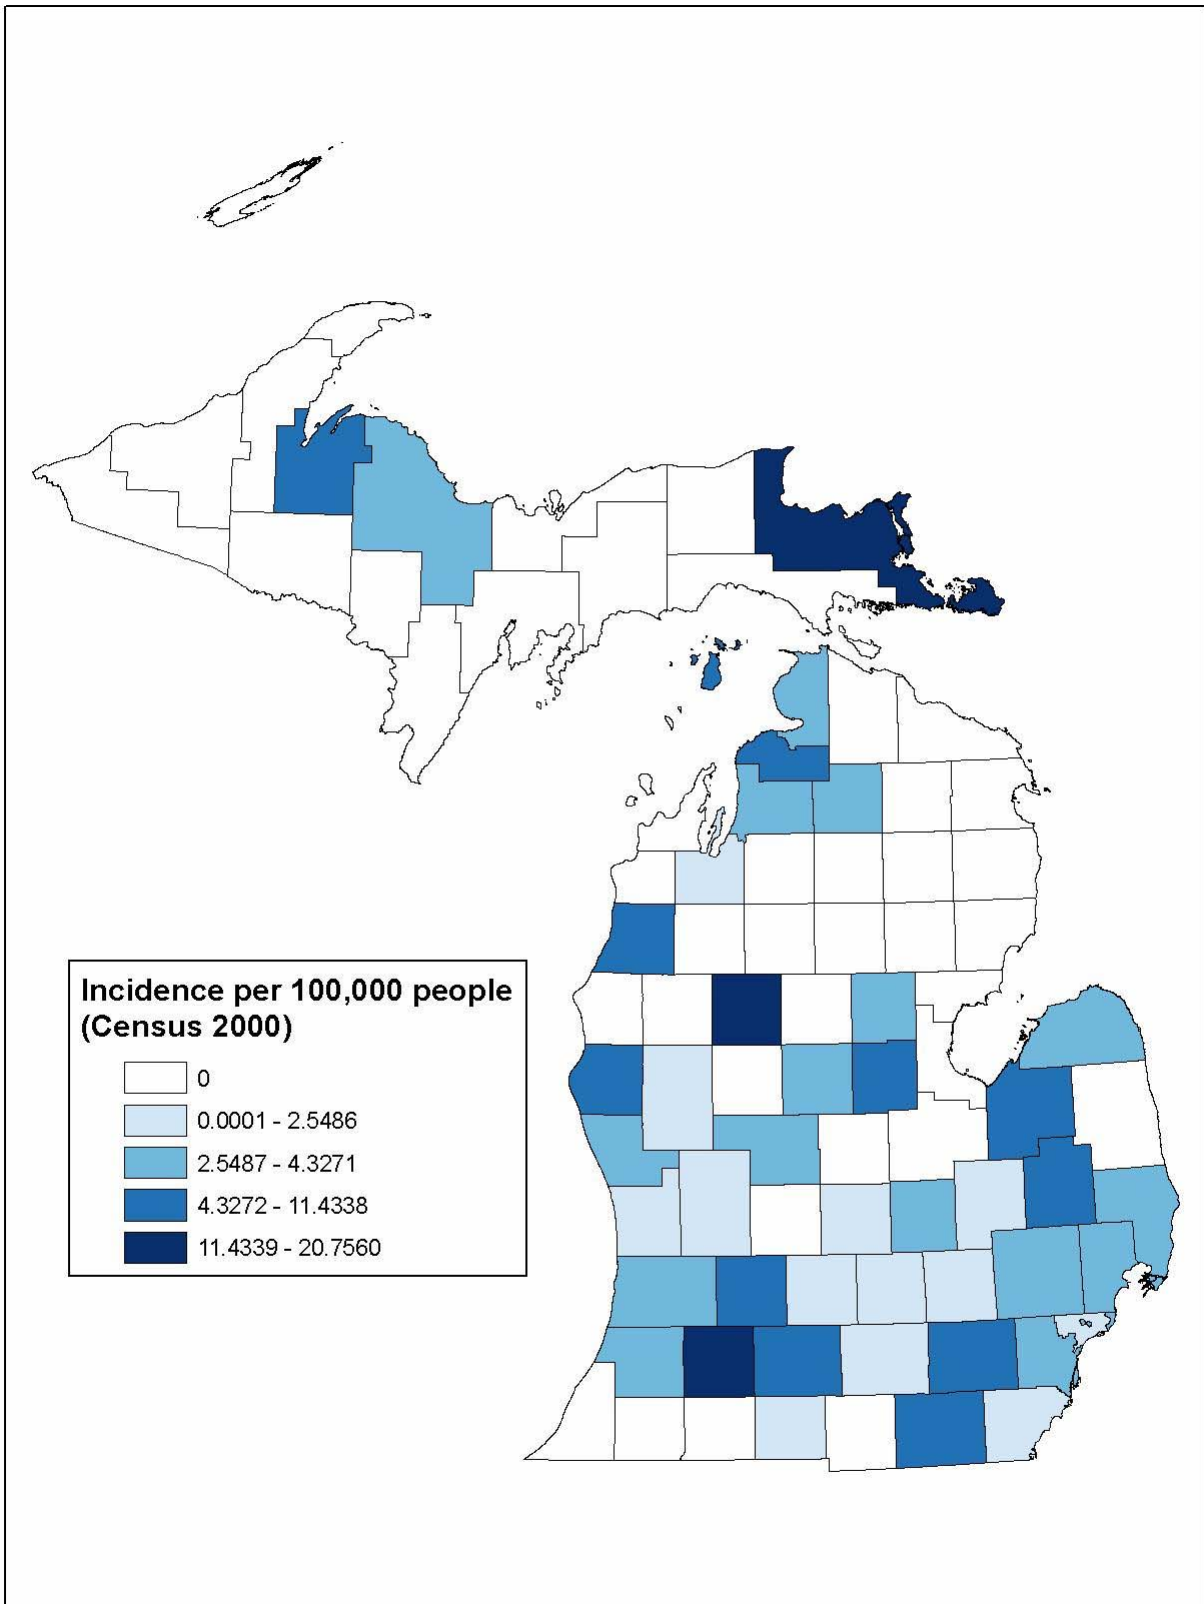 Incidence per 100,000 people
(Census 2000)
0
0.0001 - 2.5486
2.5487 - 4.3271
4.3272 - 11.4338
11.4339 - 20.7560